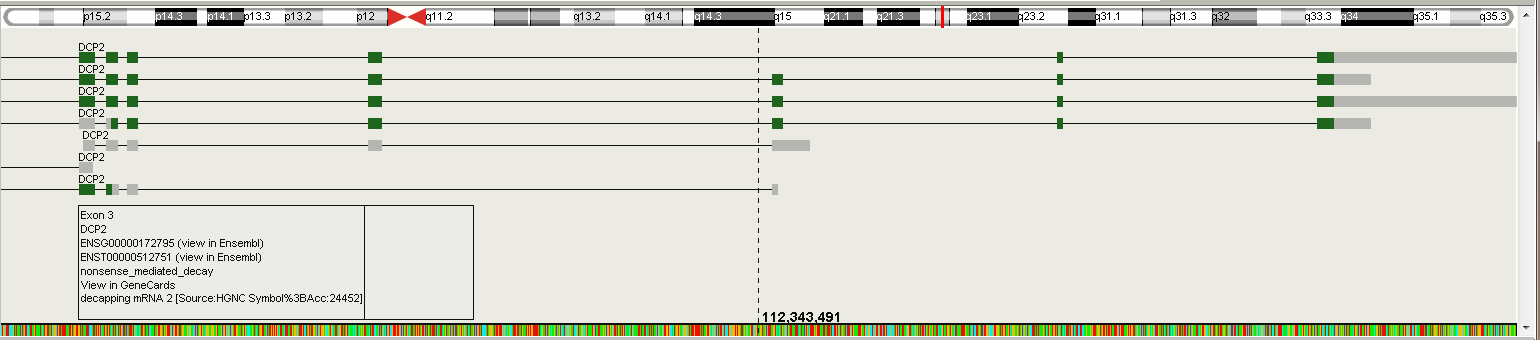 p15.2 p14.3 p14.1 p13.3 p13.2 p12 q11.2 q13.2 q14.1 q14.3 q15 q21.1 q21.3 q23.1 q23.2 q31.1 q31.3 q32 q33.3 q34 q35.1 q35.3
DCP2
DCP2
DCP2
DCP2
DCP2
DCP2
DCP2
Exon 3
DCP2
ENSG00000172795 (view in Ensembl)
ENST00000512751 (view in Ensembl)
nonsense_mediated_decay
View in GeneCards
decapping mRNA 2 [Source:HGNC Symbol%3BAcc:24452]
112,343,491